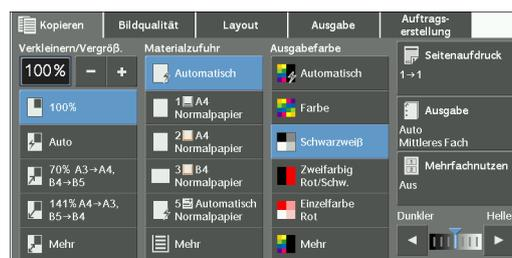 Kopieren
Bildqualität
Layout
Ausgabe
Auftrags-
erstellung
Verkleinern/Vergröß.
100%
−
+
100%
Auto
70% A3→A4,
B4→B5
141% A4→A3,
B5→B4
Mehr
Materialzufuhr
Automatisch
1 A4
Normalpapier
2 A4
Normalpapier
3 B4
Normalpapier
5 Automatisch
Normalpapier
Mehr
Ausgabefarbe
Automatisch
Farbe
Schwarzweiß
Zweifarbig
Rot/Schw.
Einzelfarbe
Rot
Mehr
Seitenaufdruck
1→1
Ausgabe
Auto
Mittleres Fach
Mehrfachnutzen
Aus
Dunkler
Helle